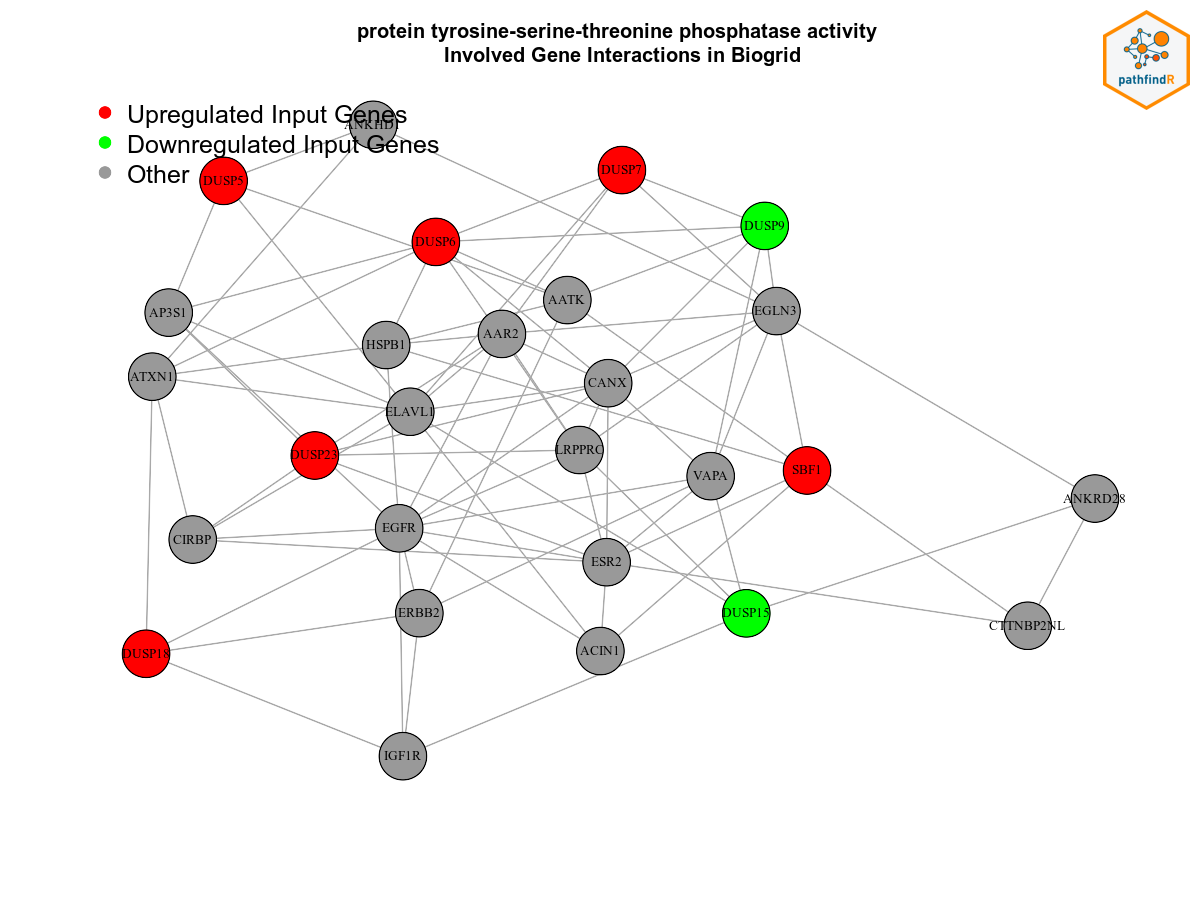 protein tyrosine-serine-threonine phosphatase activity
Involved Gene Interactions in Biogrid
pathfindR
Upregulated Input Genes
Downregulated Input Genes
Other
ANKHD1
DUSP5
DUSP7
DUSP9
DUSP6
AATK
AP3S1
EGLN3
AAR2
HSPB1
ATXN1
CANX
ELAVL1
DUSP23
LRPPRC
SBF1
VAPA
ANKRD28
EGFR
CIRBP
ESR2
ERBB2
DUSP15
CTTNBP2NL
DUSP18
ACIN1
IGF1R